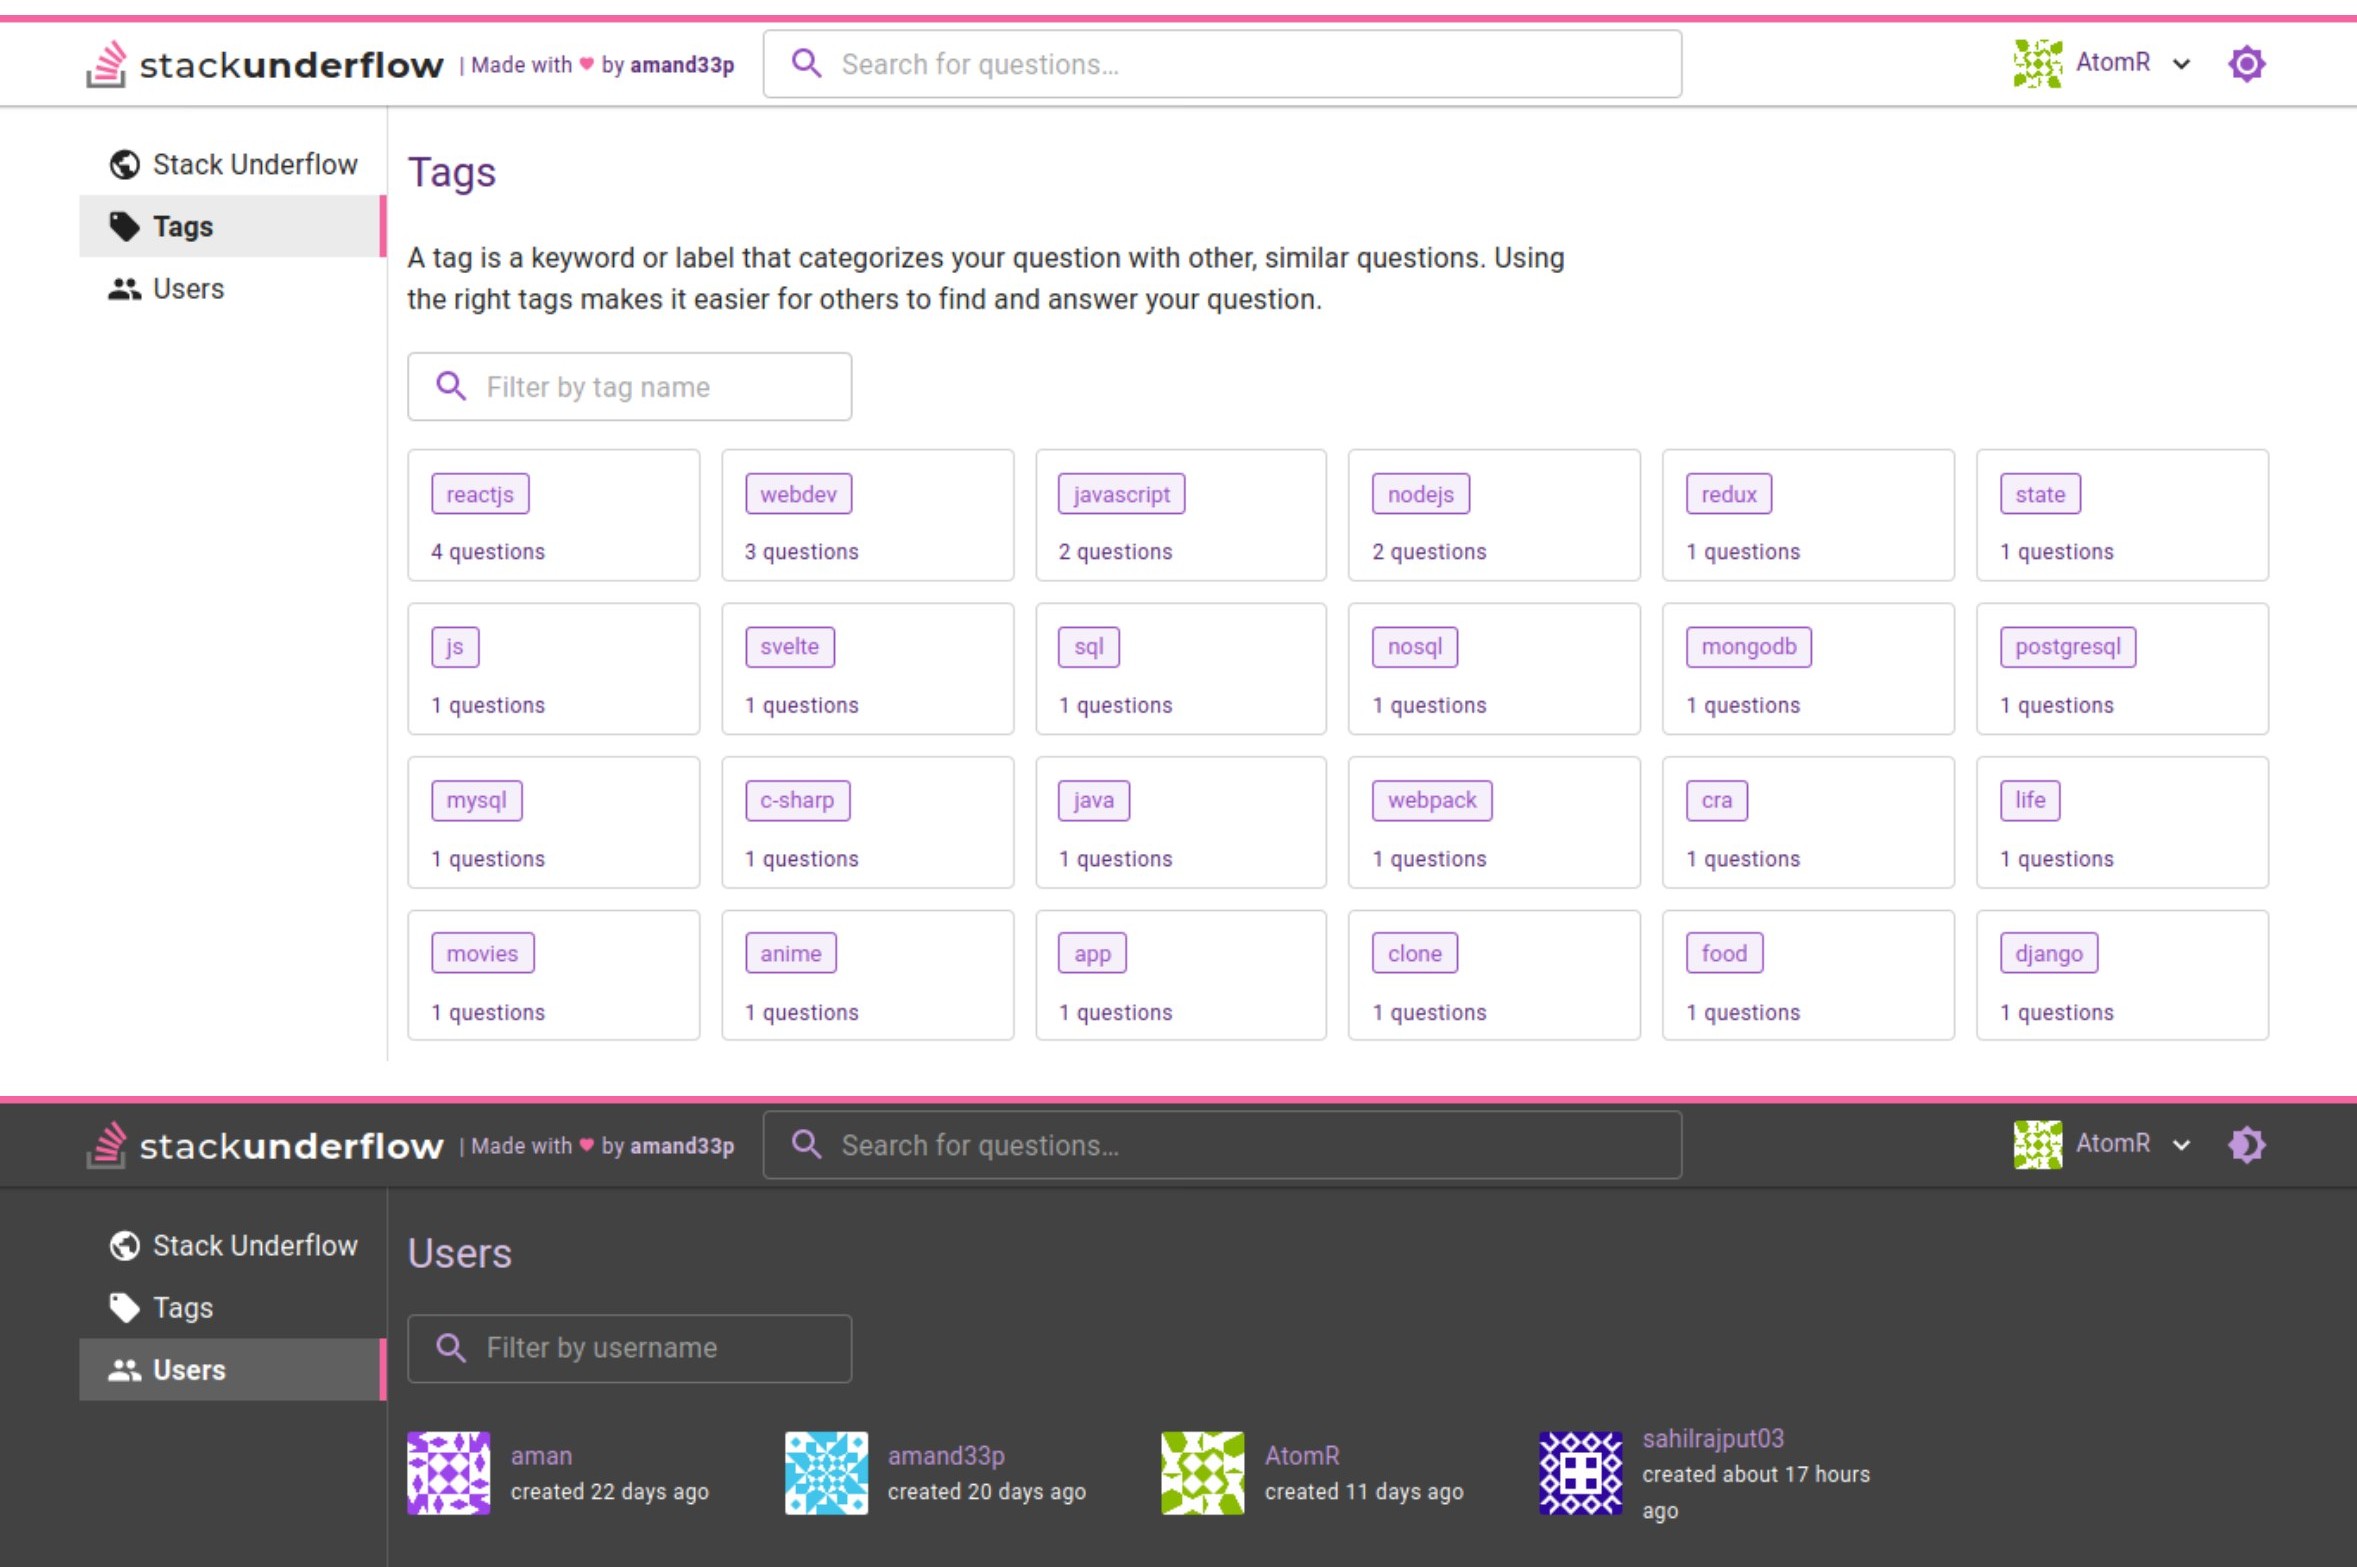 stackunderflow | Made with ♥ by amand33p
Search for questions...
AtomR
Stack Underflow
Tags
Users
Tags
A tag is a keyword or label that categorizes your question with other, similar questions. Using
the right tags makes it easier for others to find and answer your question.
Filter by tag name
reactjs webdev javascript nodejs redux state
4 questions 3 questions 2 questions 2 questions 1 questions 1 questions
js svelte sql nosql mongodb postgresql
1 questions 1 questions 1 questions 1 questions 1 questions 1 questions
mysql c-sharp java webpack cra life
1 questions 1 questions 1 questions 1 questions 1 questions 1 questions
movies anime app clone food django
1 questions 1 questions 1 questions 1 questions 1 questions 1 questions
stackunderflow | Made with ♥ by amand33p
Search for questions...
AtomR
Stack Underflow
Tags
Users
Users
Filter by username
aman
created 22 days ago
amand33p
created 20 days ago
AtomR
created 11 days ago
sahilrajput03
created about 17 hours
ago